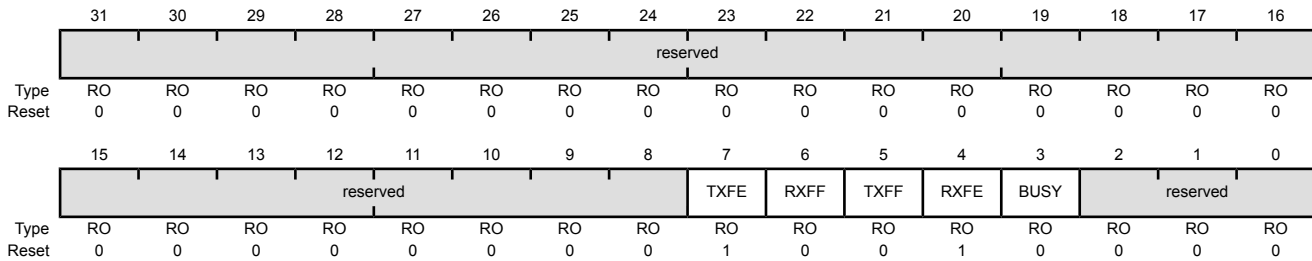 31 30 29 28 27 26 25 24 23 22 21 20 19 18 17 16
reserved
Type RO RO RO RO RO RO RO RO RO RO RO RO RO RO RO RO
Reset 0 0 0 0 0 0 0 0 0 0 0 0 0 0 0 0
15 14 13 12 11 10 9 8 7 6 5 4 3 2 1 0
reserved TXFE RXFF TXFF RXFE BUSY reserved
Type RO RO RO RO RO RO RO RO RO RO RO RO RO RO RO RO
Reset 0 0 0 0 0 0 0 0 1 0 0 1 0 0 0 0